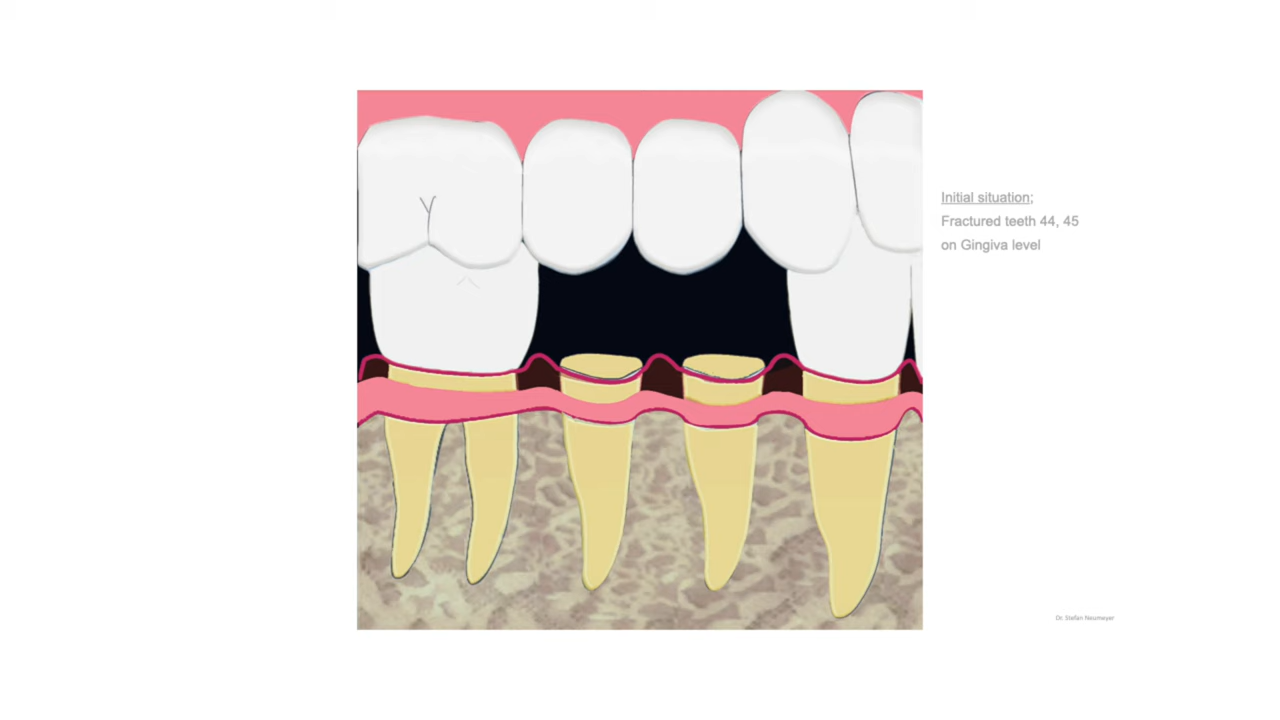 Initial situation;
Fractured teeth 44, 45
on Gingiva level
Dr. Stefan Neumeyer